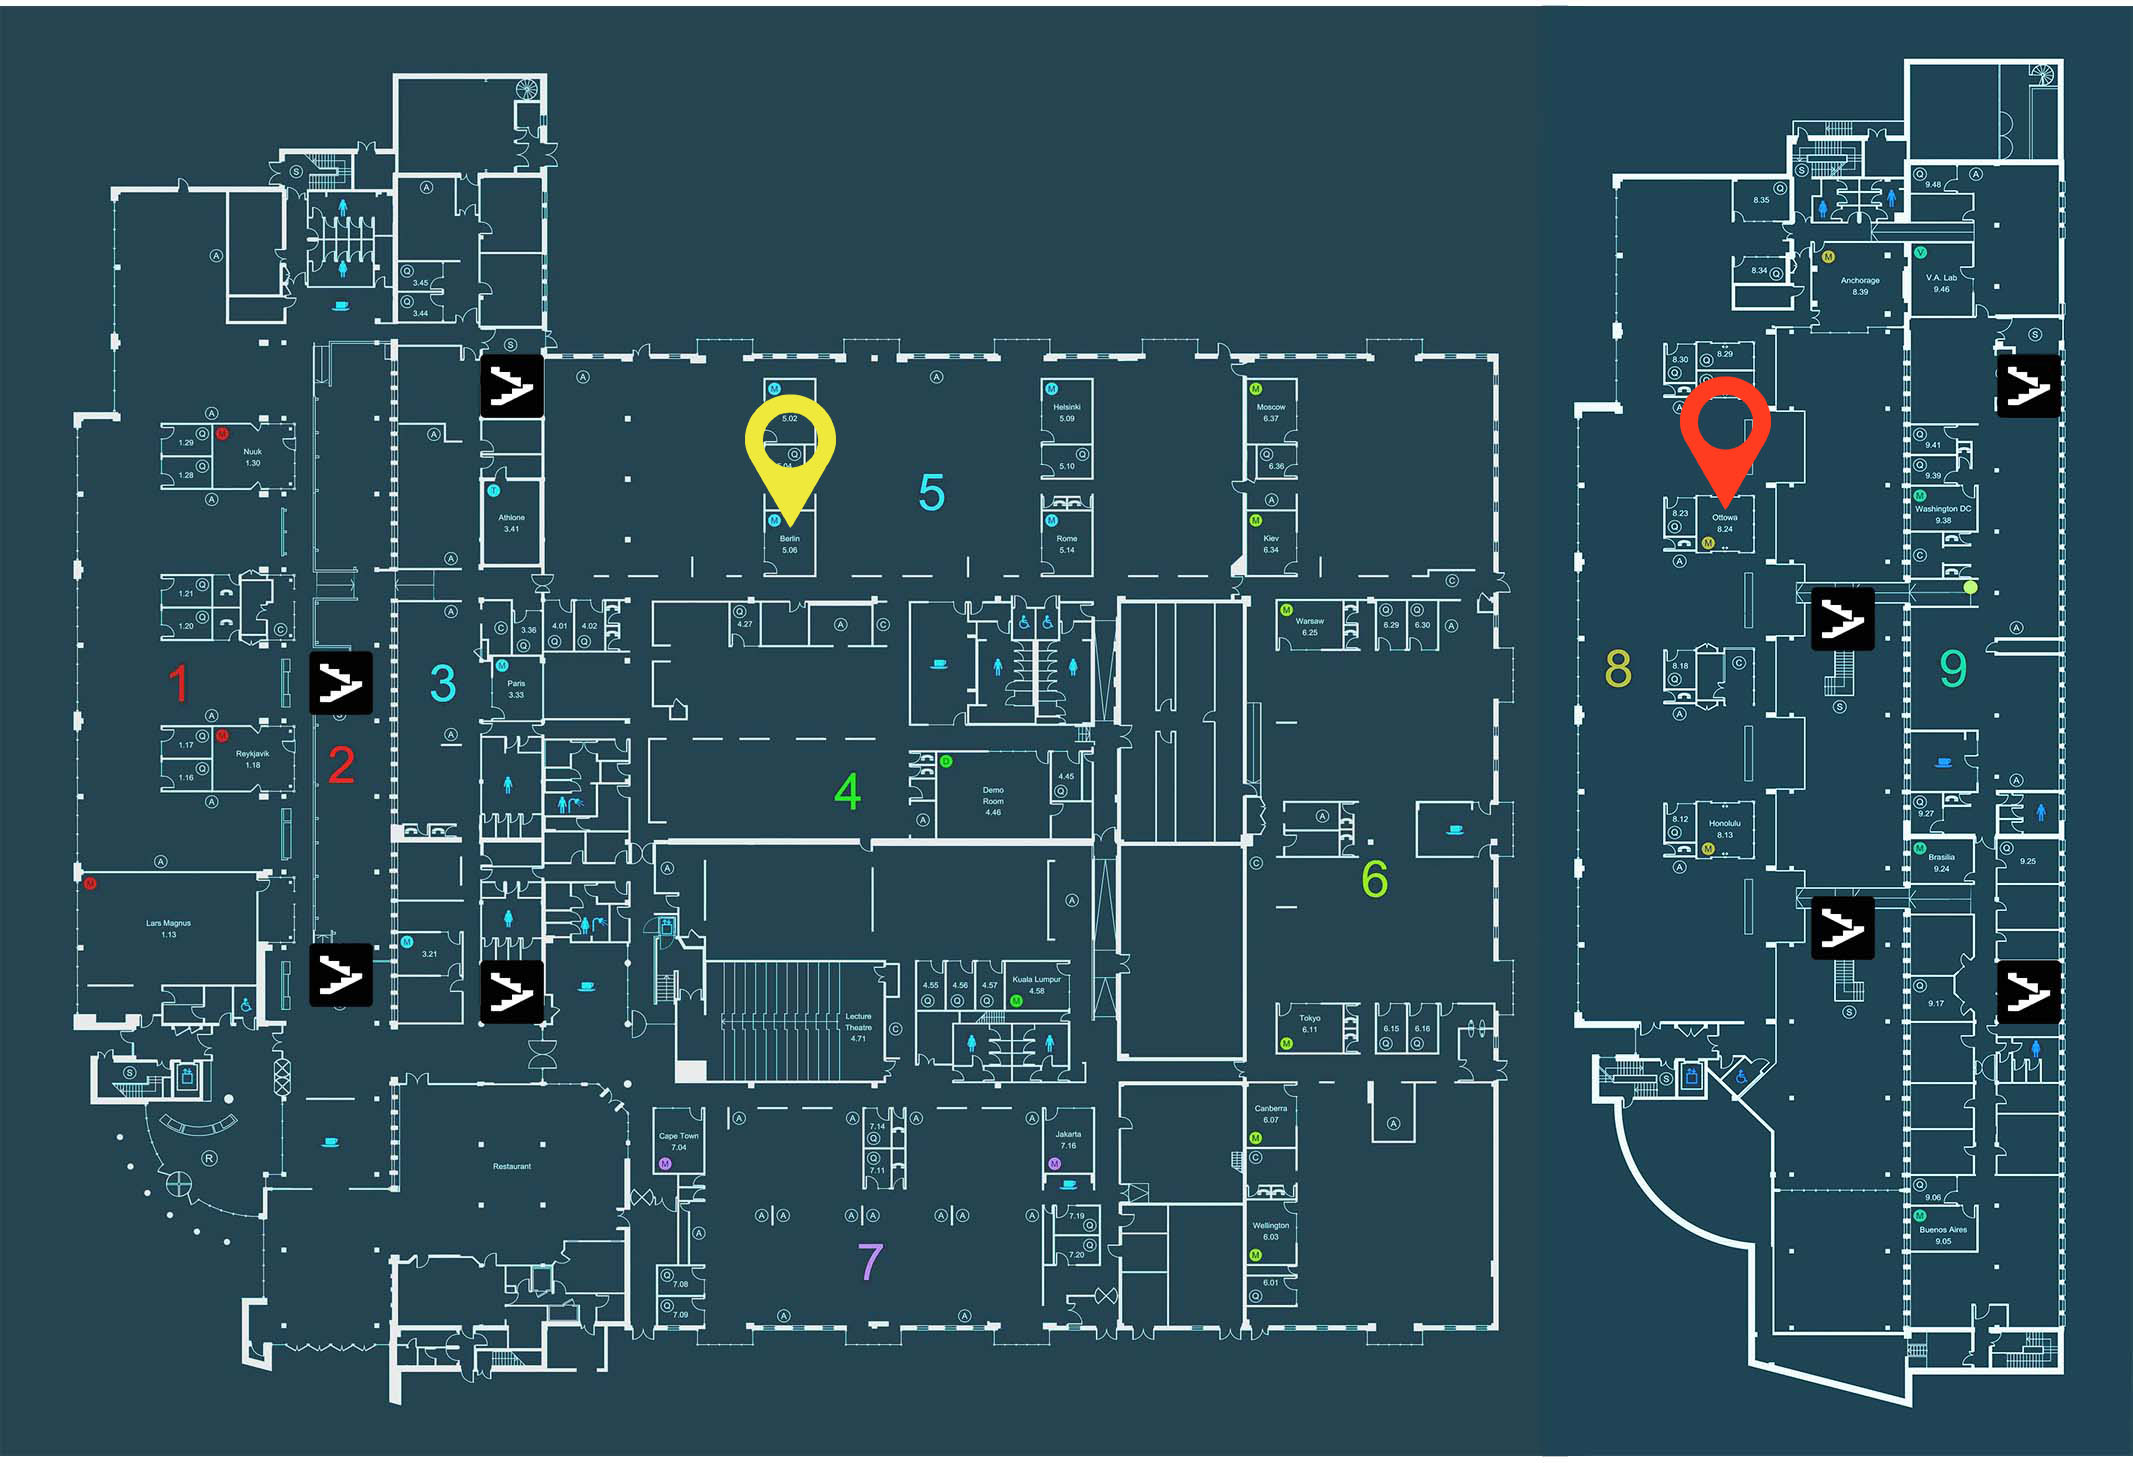 A
S
A
Q
3.45
Q
3.44
S
A
A
1.29
Q
M
Nuuk
1.30
1.28
Q
A
A
A
T
Athlone
3.41
A
1.21
Q
1.20
Q
C
A
C
3.36
Q
4.01
Q
4.02
Q
M
Paris
3.33
1
2
3
A
A
1.17
Q
M
Reykjavik
1.18
1.16
Q
A
A
M
Lars Magnus
1.13
M
3.21
S
R
Restaurant
A
A
M
5.02
Q
M
Berlin
5.06
5
M
Helsinki
5.09
Q
5.10
M
Rome
5.14
M
Moscow
6.37
Q
6.36
A
M
Kiev
6.34
C
Q
4.27
A
C
4
D
Demo
Room
4.46
4.45
Q
A
M
Warsaw
6.25
Q
6.29
Q
6.30
A
A
C
6
A
A
Lecture
Theatre
4.71
C
4.55
Q
4.56
Q
4.57
Q
Kuala Lumpur
4.58
M
Tokyo
6.11
M
6.15
Q
6.16
Q
Cape Town
7.04
M
A
A
7.14
Q
Q
7.11
A
A
Jakarta
7.16
M
Canberra
6.07
M
C
A
A
A A
A A
A A
A
7.19
Q
Q
7.20
Wellington
6.03
M
6.01
Q
7
Q
7.08
Q
7.09
A
A
8.35
Q
8.34
Q
S
M
Anchorage
8.39
Q
9.48
A
V
V.A. Lab
9.46
S
8.30
Q
8.29
Q
A
8.23
Q
Ottowa
8.24
M
A
Q
9.41
Q
9.39
M
Washington DC
9.38
C
A
8
8.18
Q
C
A
S
9
A
8.12
Q
Honolulu
8.13
M
A
Q
9.27
M
Brasilia
9.24
Q
9.25
Q
9.17
S
S
Q
9.06
M
Buenos Aires
9.05